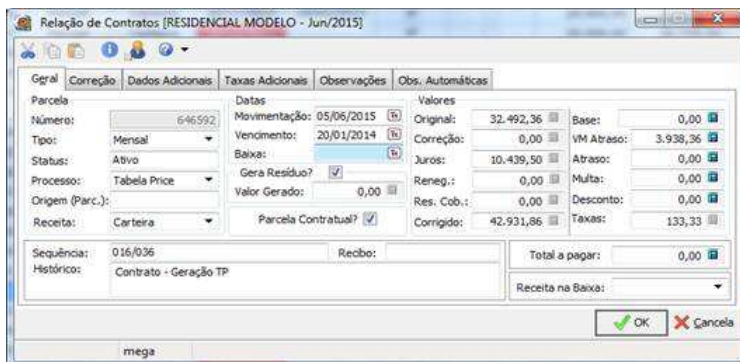 Relação de Contratos [RESIDENCIAL MODELO - Jun/2015]
Geral Correção Dados Adicionais Taxas Adicionais Observações Obs. Automáticas
Parcela Datas Valores
Número: 646592 Movimentação: 05/06/2015 Original: 32.492,36 Base: 0,00
Tipo: Mensal Vencimento: 20/01/2014 Correção: 0,00 VM Atraso: 3.938,36
Status: Ativo Baixa: Juros: 10.439,50 Atraso: 0,00
Processo: Tabela Price Gera Resíduo? Reneg.: 0,00 Multa: 0,00
Origem (Parc.): Valor Gerado: 0,00 Res. Cob.: 0,00 Desconto: 0,00
Receita: Carteira Parcela Contratual? Corrigido: 42.931,86 Taxas: 133,33
Sequência: 016/036 Recibo: Total a pagar: 0,00
Histórico: Contrato - Geração TP
Receita na Baixa:
OK Cancela
mega